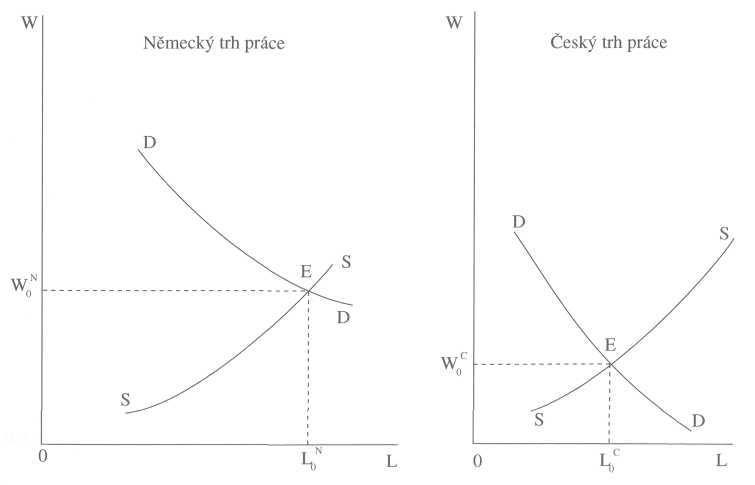 W
Německý trh práce
D
E
S
W₀ᴺ
D
S
0
L₀ᴺ
L
W
Český trh práce
D
S
E
W₀ᶜ
S
D
0
L₀ᶜ
L